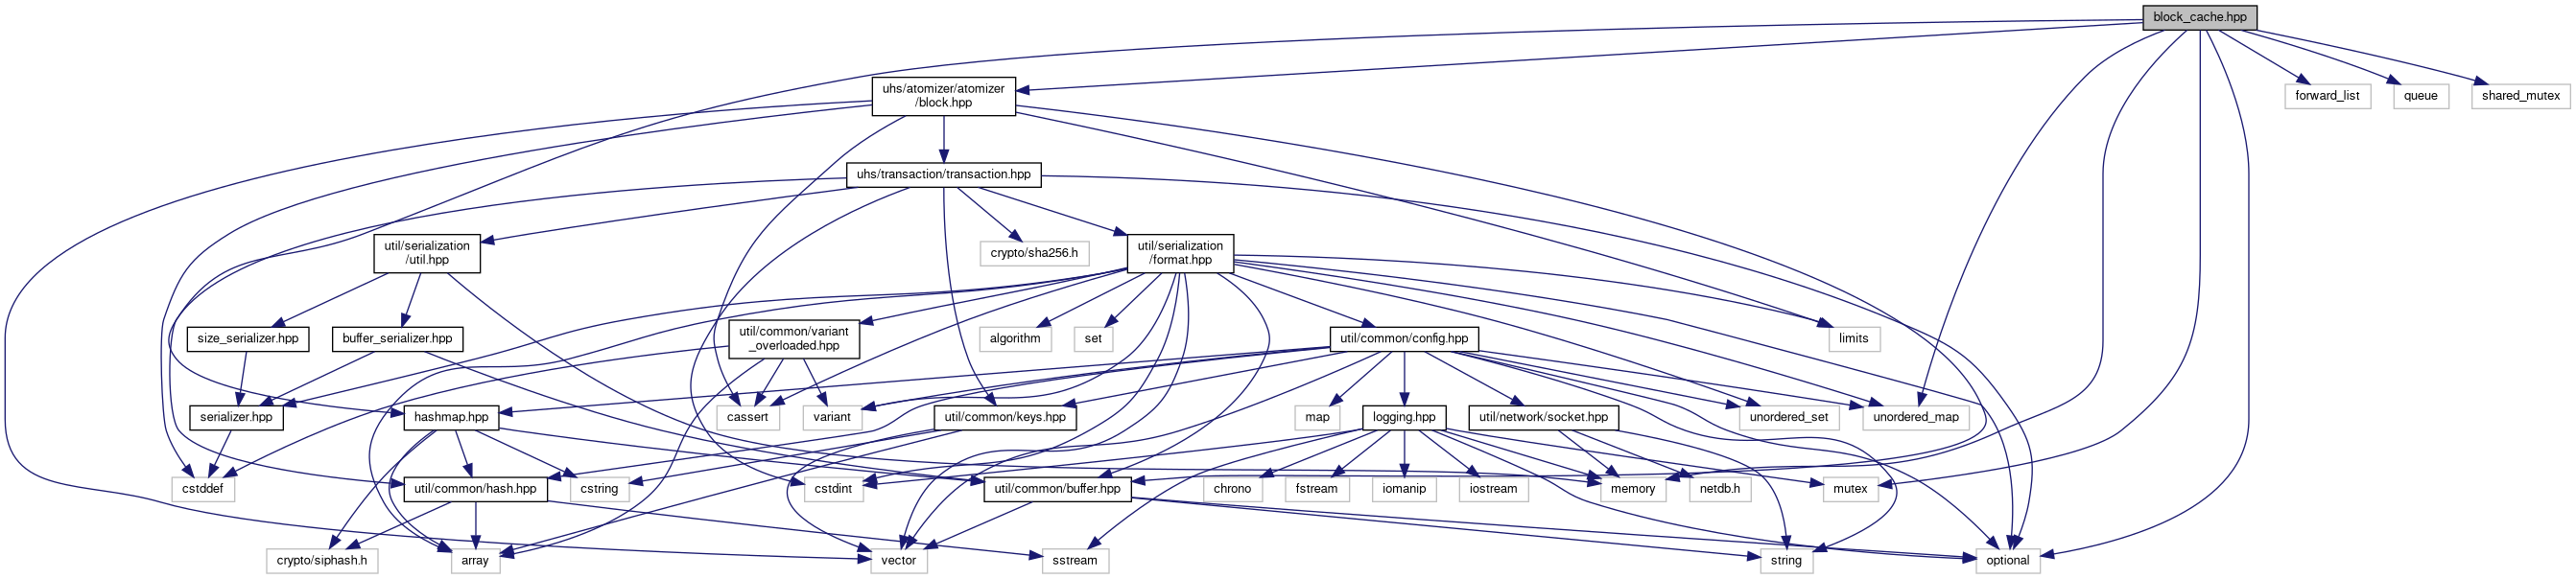 block_cache.hpp
uhs/atomizer/atomizer
/block.hpp
forward_list
queue
shared_mutex
uhs/transaction/transaction.hpp
util/serialization
/util.hpp
crypto/sha256.h
util/serialization
/format.hpp
size_serializer.hpp
buffer_serializer.hpp
util/common/variant
_overloaded.hpp
algorithm
set
util/common/config.hpp
limits
serializer.hpp
hashmap.hpp
cassert
variant
util/common/keys.hpp
map
logging.hpp
util/network/socket.hpp
unordered_set
unordered_map
cstddef
util/common/hash.hpp
cstring
cstdint
util/common/buffer.hpp
chrono
fstream
iomanip
iostream
memory
netdb.h
mutex
crypto/siphash.h
array
vector
sstream
string
optional